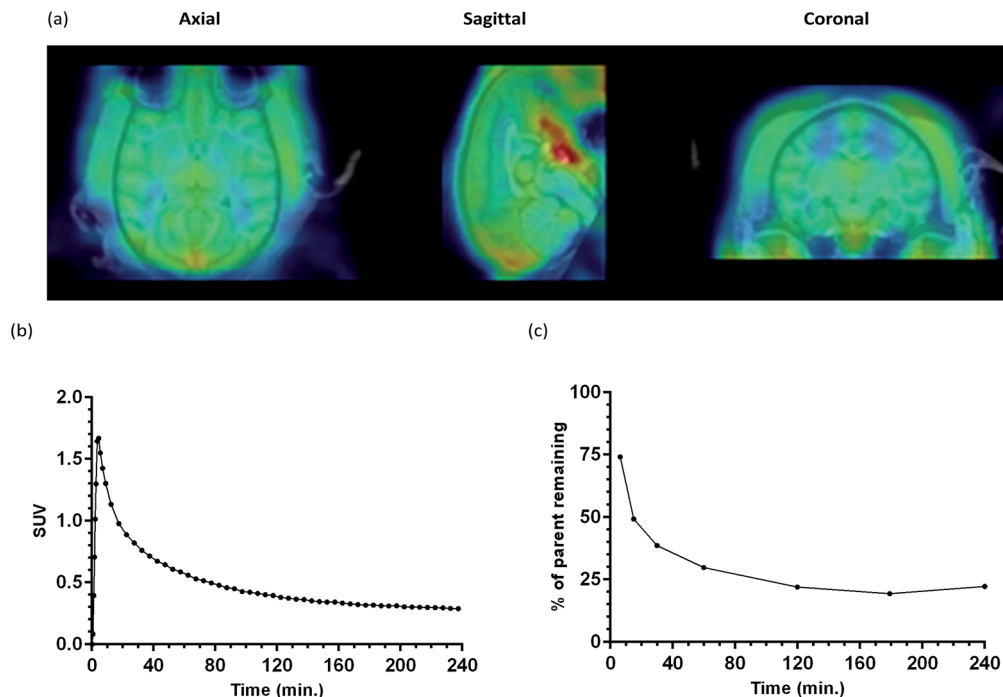 (a) Axial Sagittal Coronal
(b) (c)
2.0
1.5
1.0
0.5
0.0
SUV
0 40 80 120 160 200 240
Time (min.)
100
75
50
25
0
% of parent remaining
0 40 80 120 160 200 240
Time (min.)